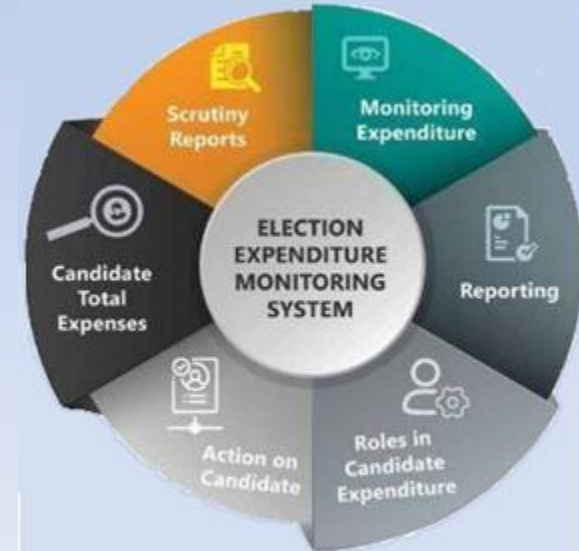 Scrutiny
Reports
Monitoring
Expenditure
Candidate
Total
Expenses
ELECTION
EXPENDITURE
MONITORING
SYSTEM
Reporting
Action on
Candidate
Roles in
Candidate
Expenditure